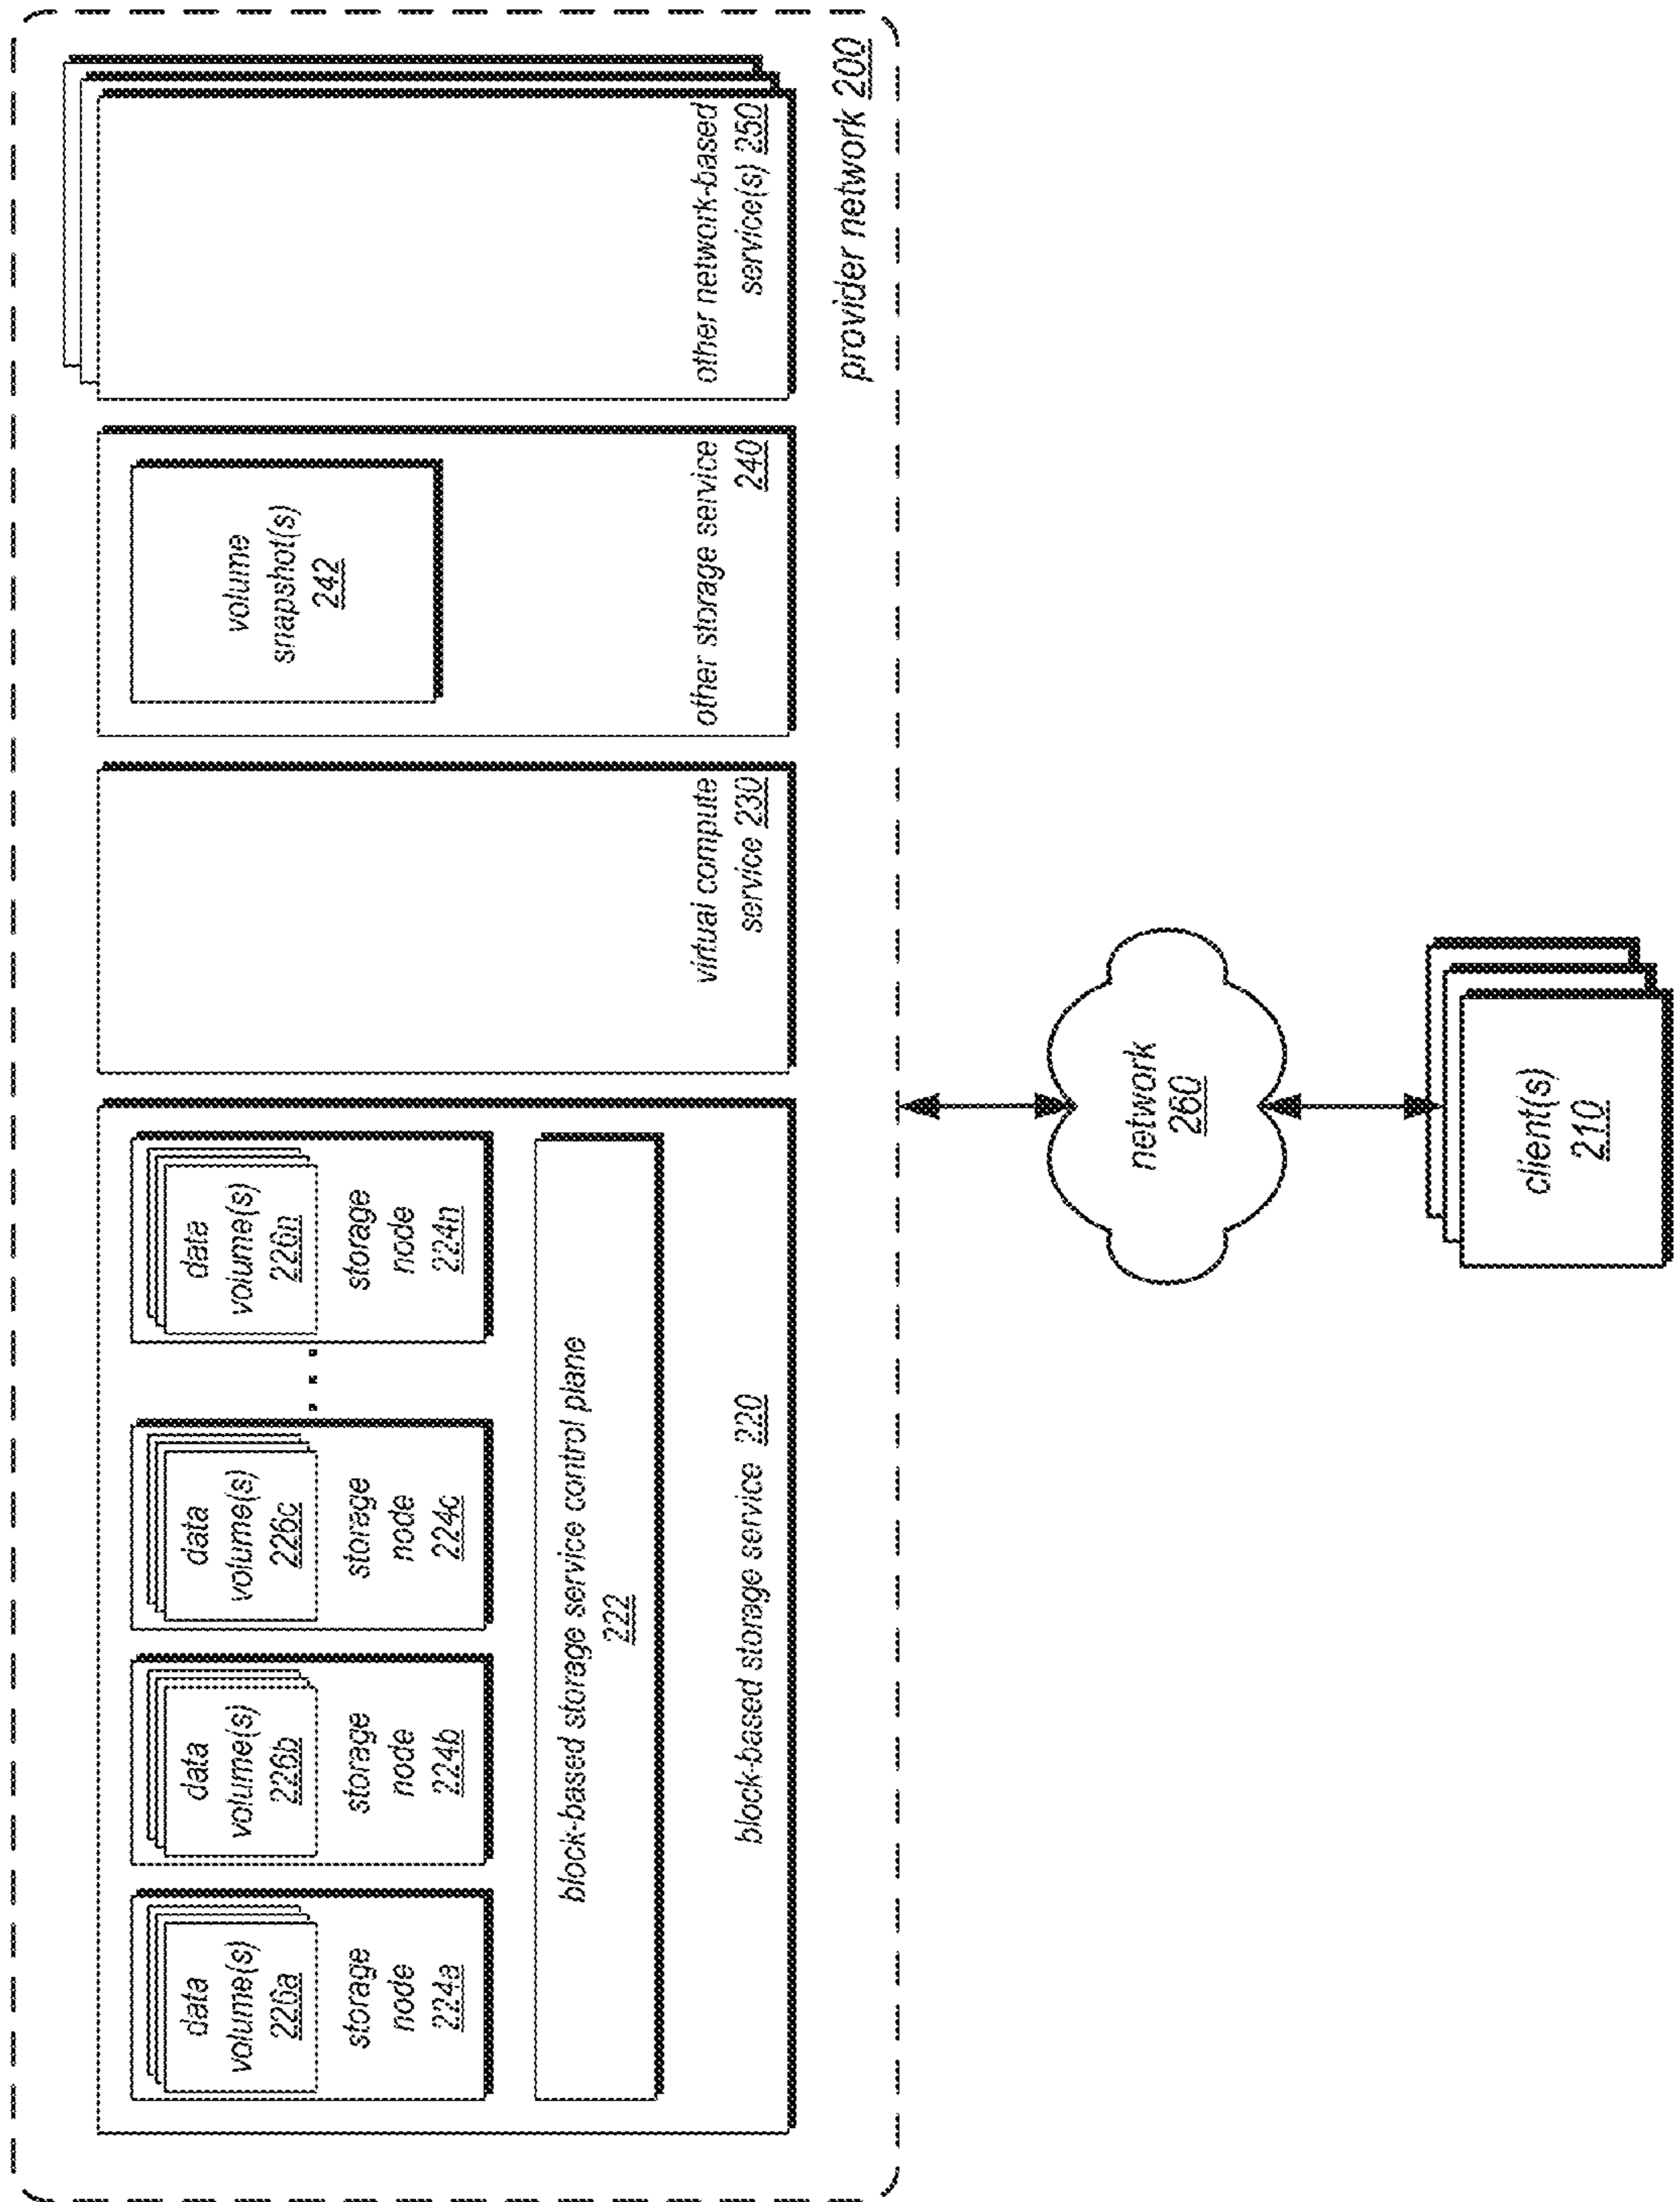 data
volume(s)
226a
storage
node
224a
data
volume(s)
226b
storage
node
224b
data
volume(s)
226c
storage
node
224c
. . .
data
volume(s)
226n
storage
node
224n
block-based storage service control plane
222
block-based storage service 220
virtual compute
service 230
volume
snapshot(s)
242
other storage service
240
other network-based
service(s) 250
provider network 200
network
260
client(s)
210